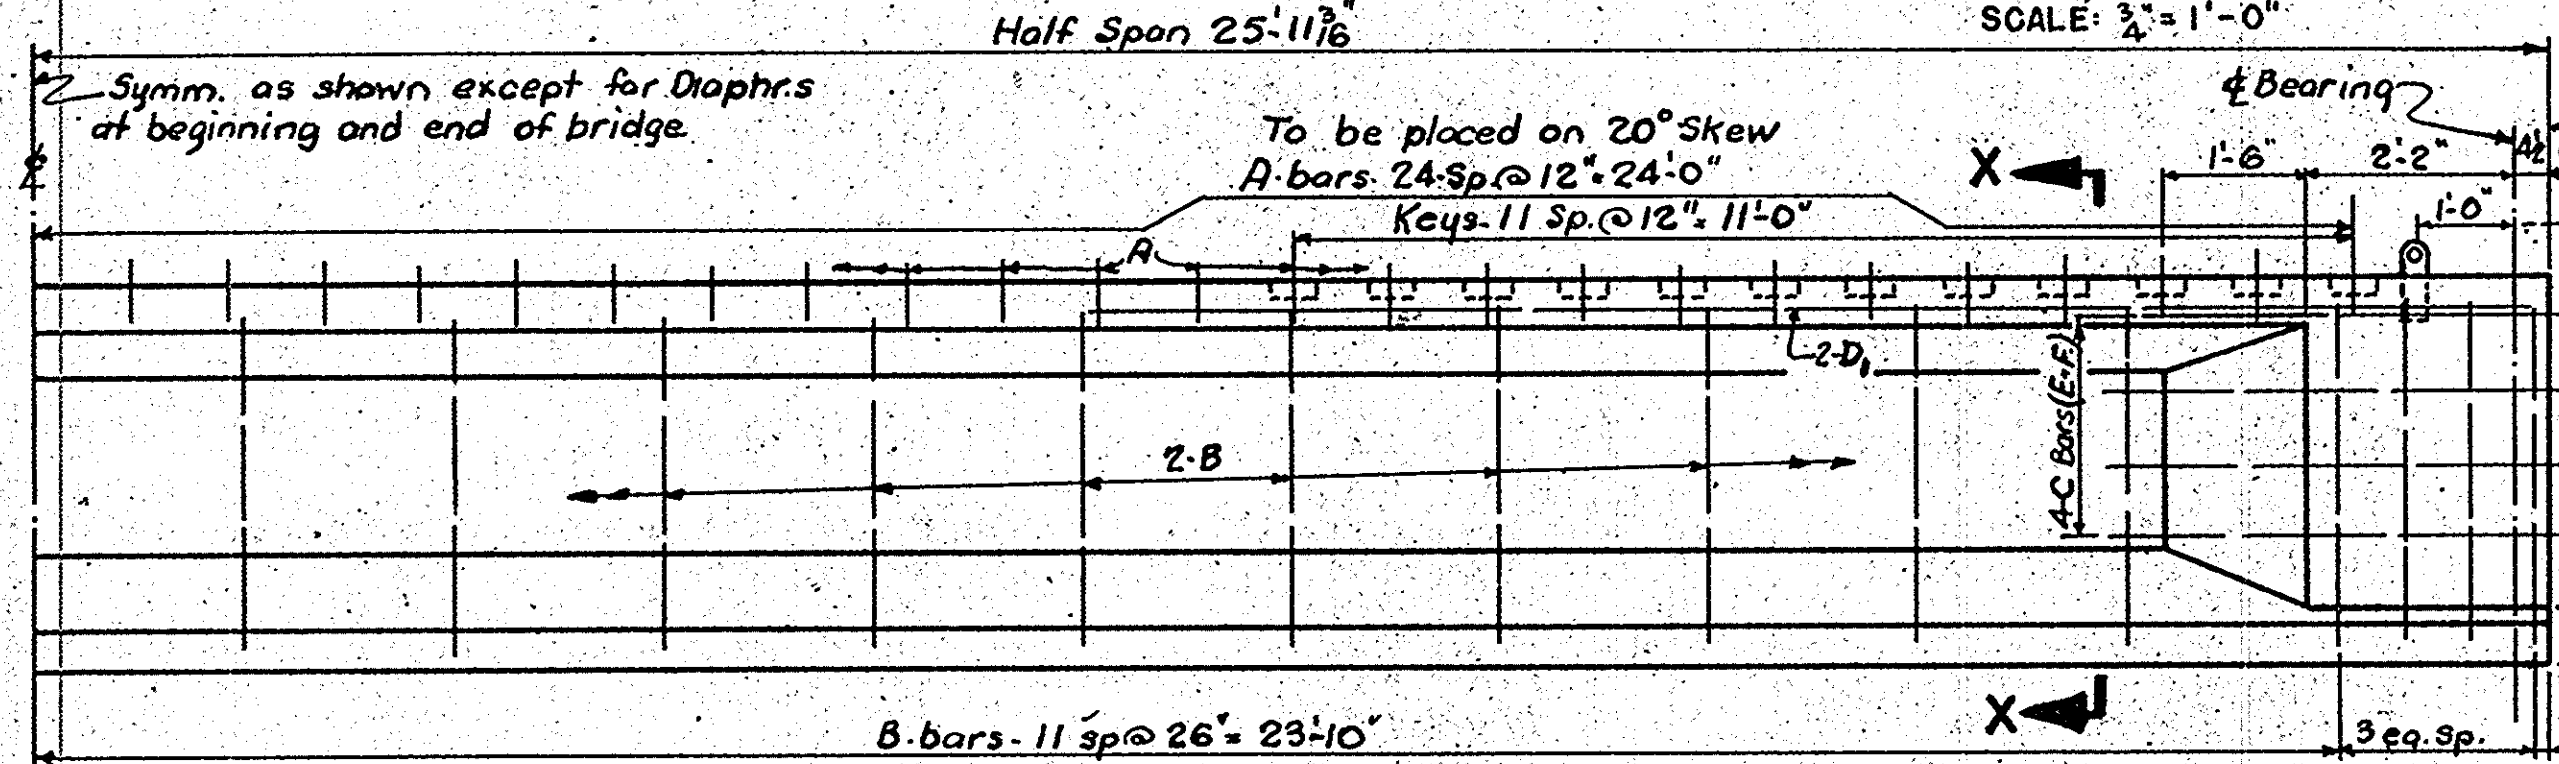 Half Span 25'-11 3/16"
SCALE: 3/4" = 1'-0"
Symm. as shown except for Diaphr.s
at beginning and end of bridge
℄ Bearing
To be placed on 20° Skew
A-bars- 24-Sp.@ 12" = 24'-0"
Keys- 11 Sp.@ 12" = 11'-0"
X
1'-6"
2'-2"
4 1/2
1'-0"
℄
A
2-D₁
4-C Bars (E.F.)
2-B
X
B-bars- 11 sp@ 26" = 23'-10"
3 eq. sp.